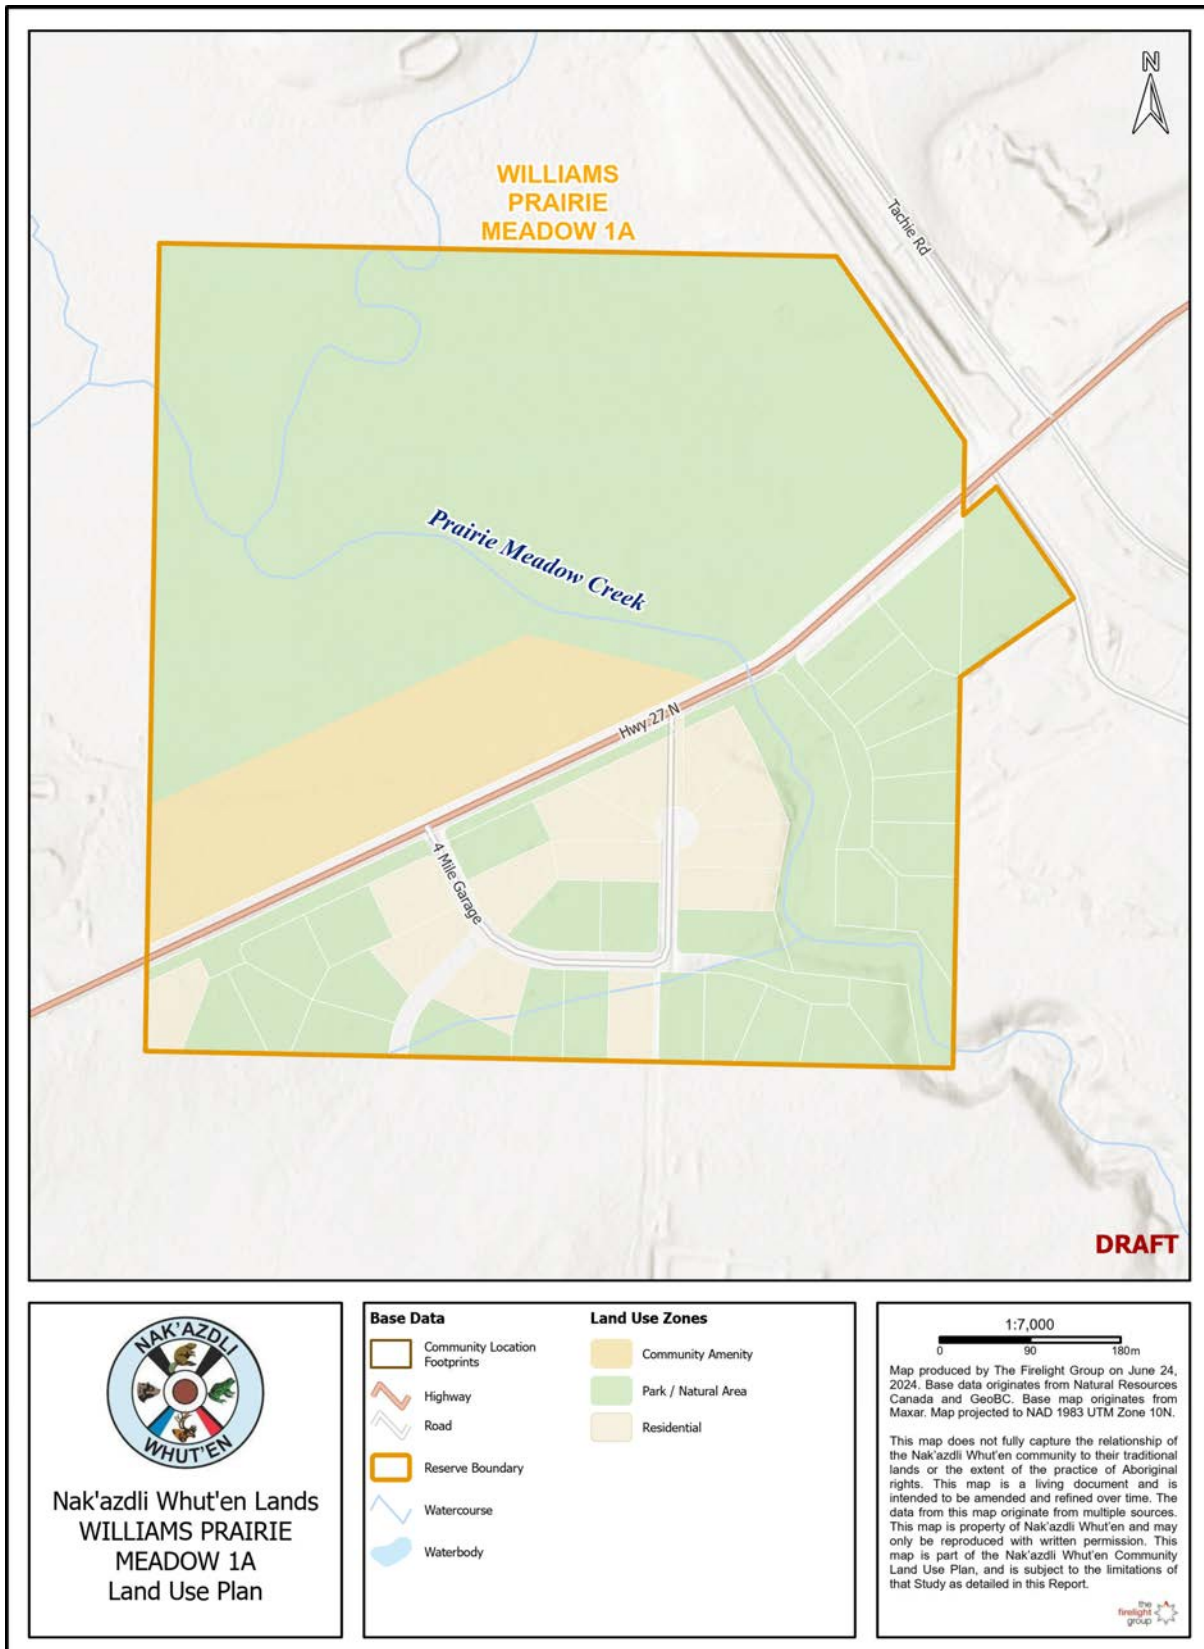 N
WILLIAMS
PRAIRIE
MEADOW 1A
Tachie Rd
Prairie Meadow Creek
Hwy 27 N
4 Mile Garage
DRAFT
NAK'AZDLI
WHUT'EN
Nak'azdli Whut'en Lands
WILLIAMS PRAIRIE
MEADOW 1A
Land Use Plan
Base Data
Community Location
Footprints
Highway
Road
Reserve Boundary
Watercourse
Waterbody
Land Use Zones
Community Amenity
Park / Natural Area
Residential
1:7,000
0 90 180m
Map produced by The Firelight Group on June 24,
2024. Base data originates from Natural Resources
Canada and GeoBC. Base map originates from
Maxar. Map projected to NAD 1983 UTM Zone 10N.
This map does not fully capture the relationship of
the Nak'azdli Whut'en community to their traditional
lands or the extent of the practice of Aboriginal
rights. This map is a living document and is
intended to be amended and refined over time. The
data from this map originate from multiple sources.
This map is property of Nak'azdli Whut'en and may
only be reproduced with written permission. This
map is part of the Nak'azdli Whut'en Community
Land Use Plan, and is subject to the limitations of
that Study as detailed in this Report.
the
firelight
group